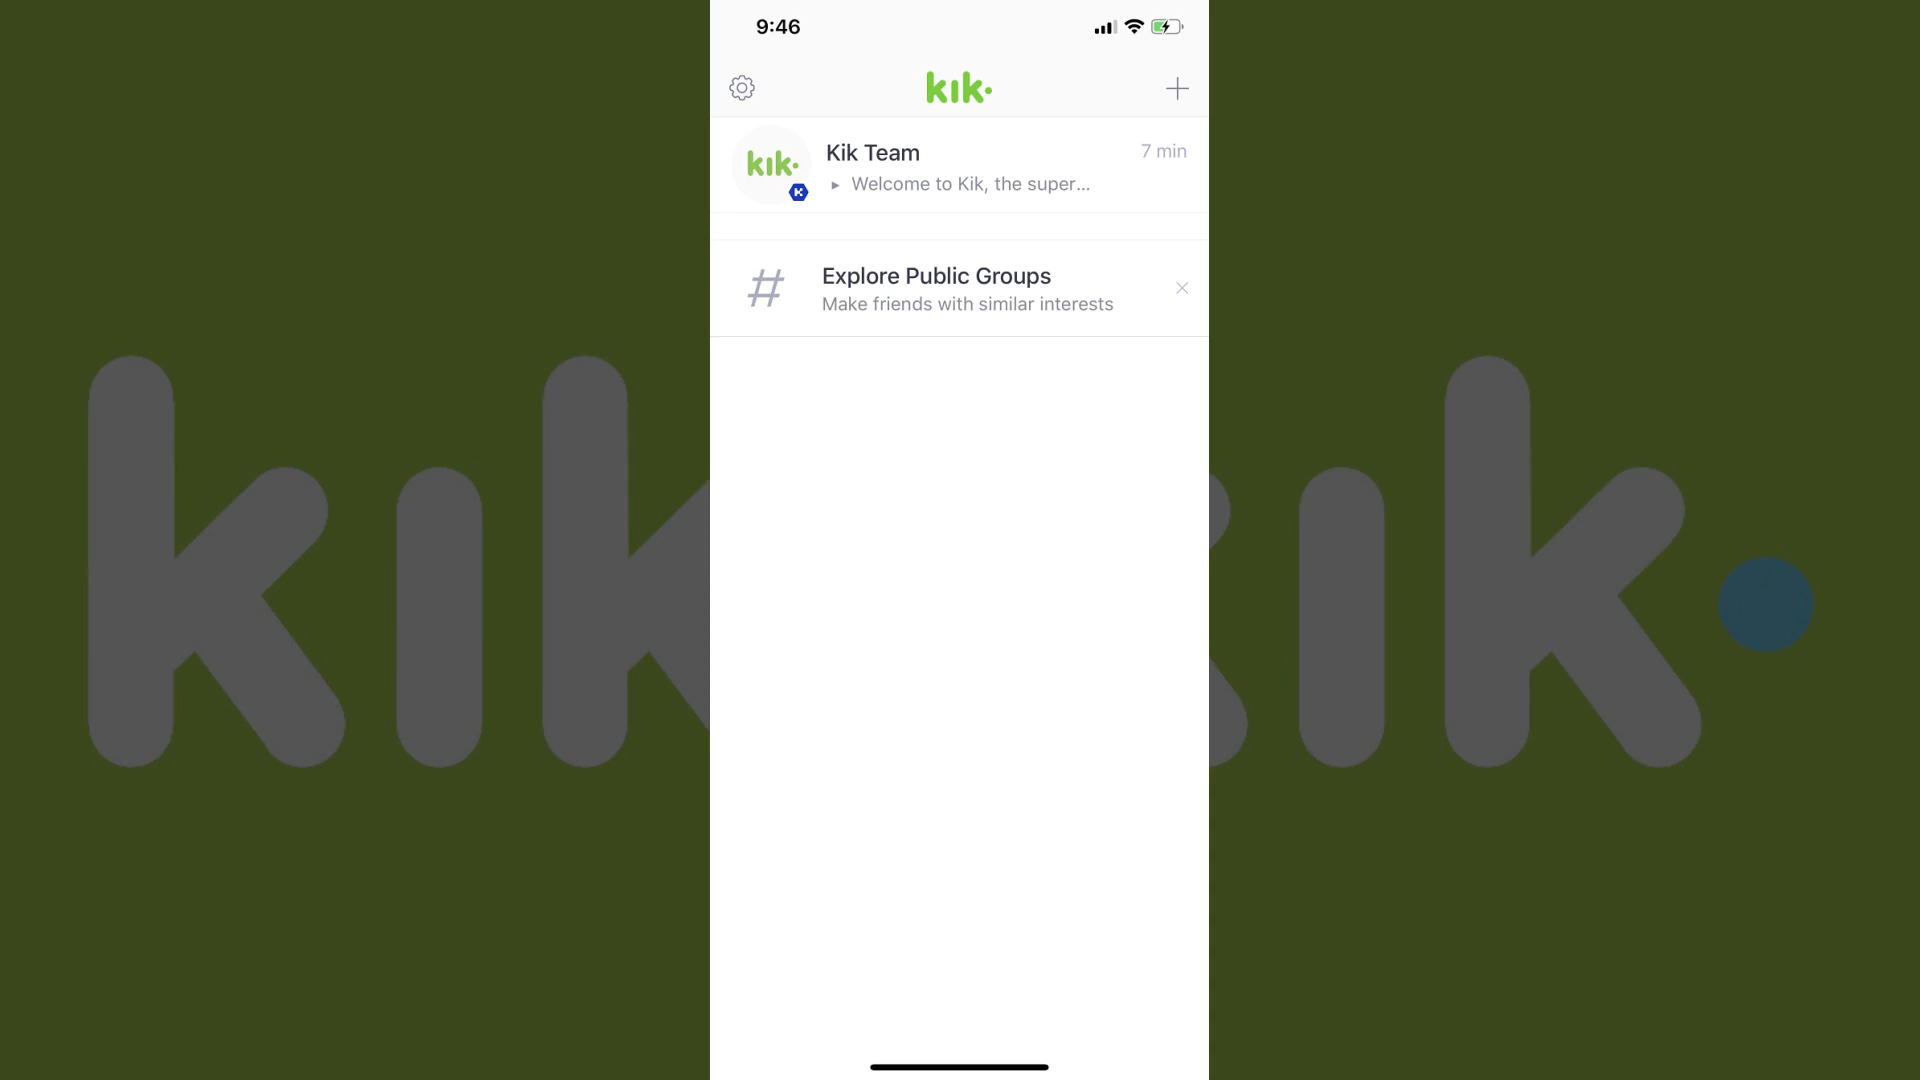 9:46
kik·
kik·
Kik Team
7 min
▸ Welcome to Kik, the super...
# Explore Public Groups
Make friends with similar interests
kik
ik·